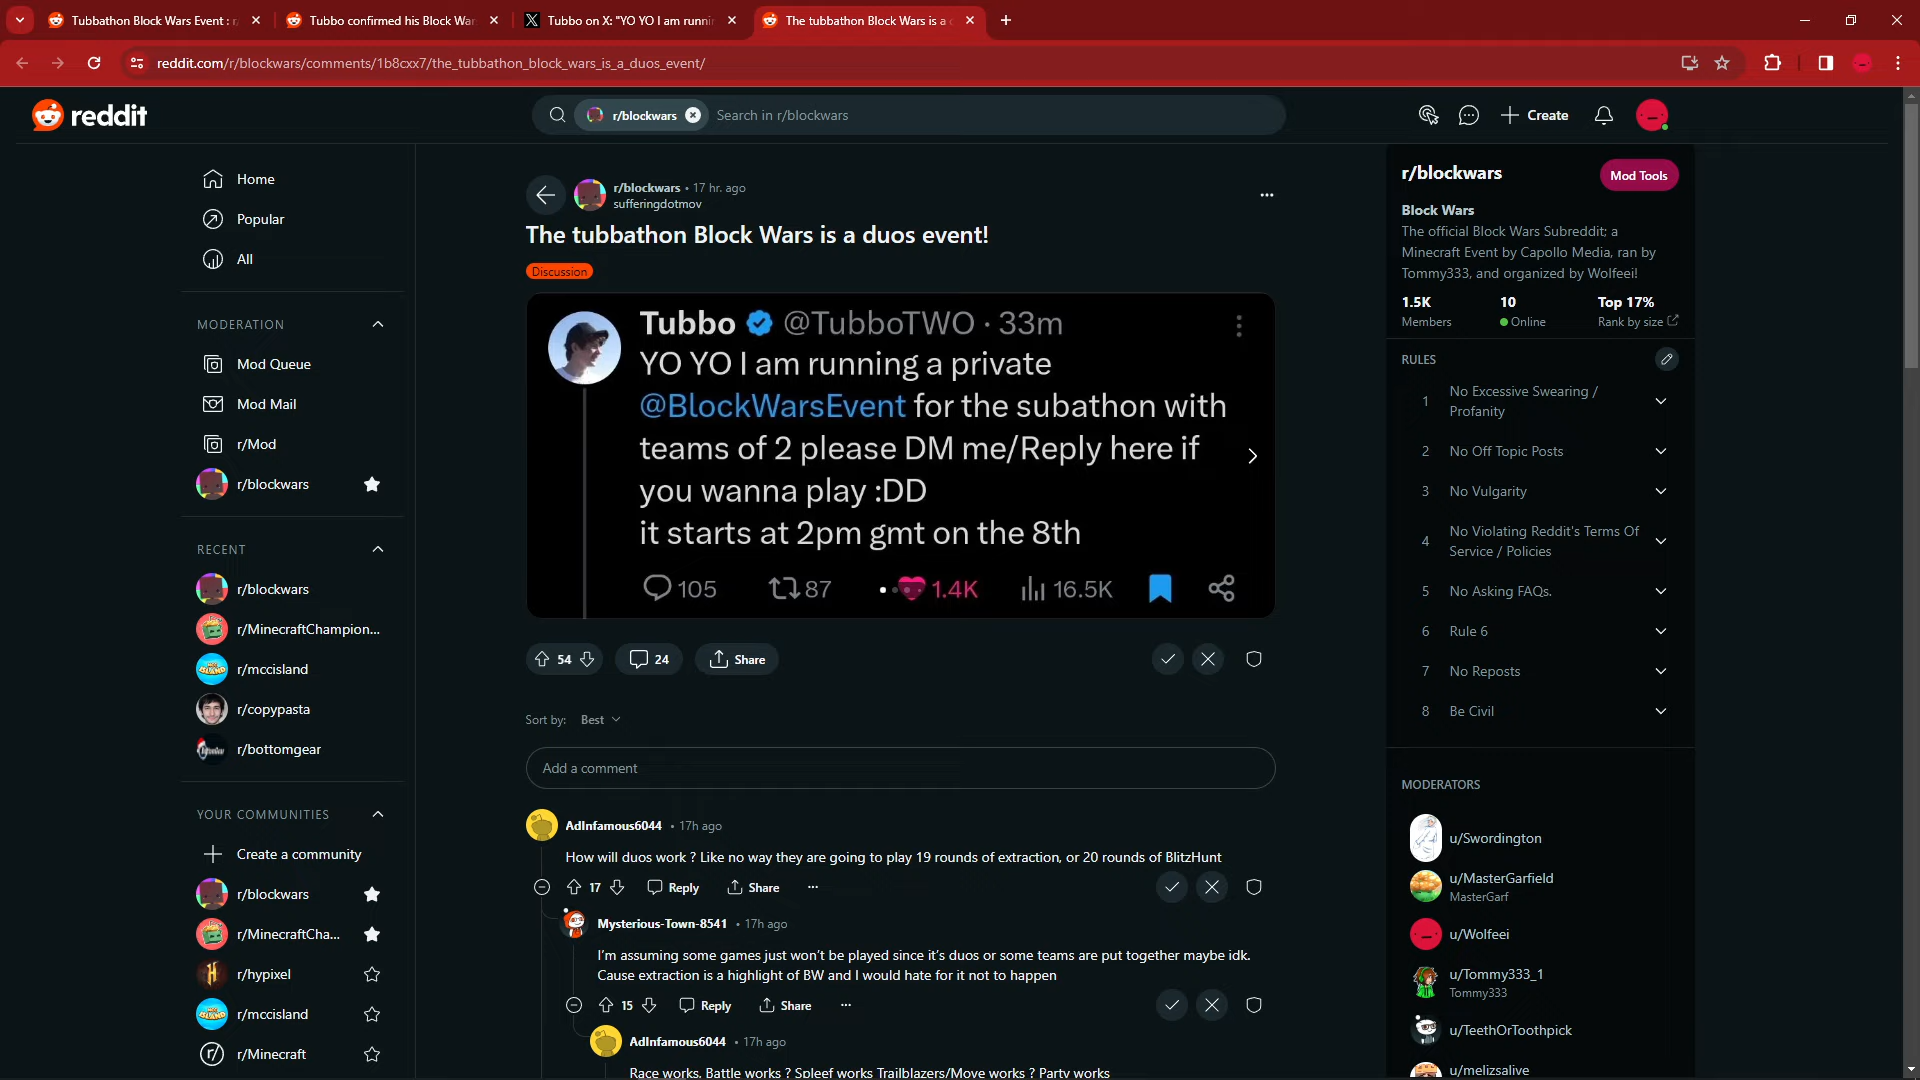 Tubbathon Block Wars Event : r/
Tubbo confirmed his Block War
Tubbo on X: "YO YO I am runni
The tubbathon Block Wars is a d
reddit.com/r/blockwars/comments/1b8cxx7/the_tubbathon_block_wars_is_a_duos_event/
reddit
r/blockwars
Search in r/blockwars
Create
Home
Popular
All
MODERATION
Mod Queue
Mod Mail
r/Mod
r/blockwars
RECENT
r/blockwars
r/MinecraftChampion...
r/mccisland
r/copypasta
r/bottomgear
YOUR COMMUNITIES
Create a community
r/blockwars
r/MinecraftCha...
r/hypixel
r/mccisland
r/Minecraft
r/blockwars • 17 hr. ago
sufferingdotmov
The tubbathon Block Wars is a duos event!
Discussion
Tubbo @TubboTWO · 33m
YO YO I am running a private
@BlockWarsEvent for the subathon with
teams of 2 please DM me/Reply here if
you wanna play :DD
it starts at 2pm gmt on the 8th
105 87 1.4K 16.5K
54 24 Share
Sort by: Best
Add a comment
AdInfamous6044 • 17h ago
How will duos work ? Like no way they are going to play 19 rounds of extraction, or 20 rounds of BlitzHunt
17 Reply Share
Mysterious-Town-8541 • 17h ago
I'm assuming some games just won't be played since it's duos or some teams are put together maybe idk.
Cause extraction is a highlight of BW and I would hate for it not to happen
15 Reply Share
AdInfamous6044 • 17h ago
Race works. Battle works ? Spleef works Trailblazers/Move works ? Party works
r/blockwars
Mod Tools
Block Wars
The official Block Wars Subreddit; a
Minecraft Event by Capollo Media, ran by
Tommy333, and organized by Wolfeei!
1.5K 10 Top 17%
Members Online Rank by size
RULES
1 No Excessive Swearing /
Profanity
2 No Off Topic Posts
3 No Vulgarity
4 No Violating Reddit's Terms Of
Service / Policies
5 No Asking FAQs.
6 Rule 6
7 No Reposts
8 Be Civil
MODERATORS
u/Swordington
u/MasterGarfield
MasterGarf
u/Wolfeei
u/Tommy333_1
Tommy333
u/TeethOrToothpick
u/melizsalive